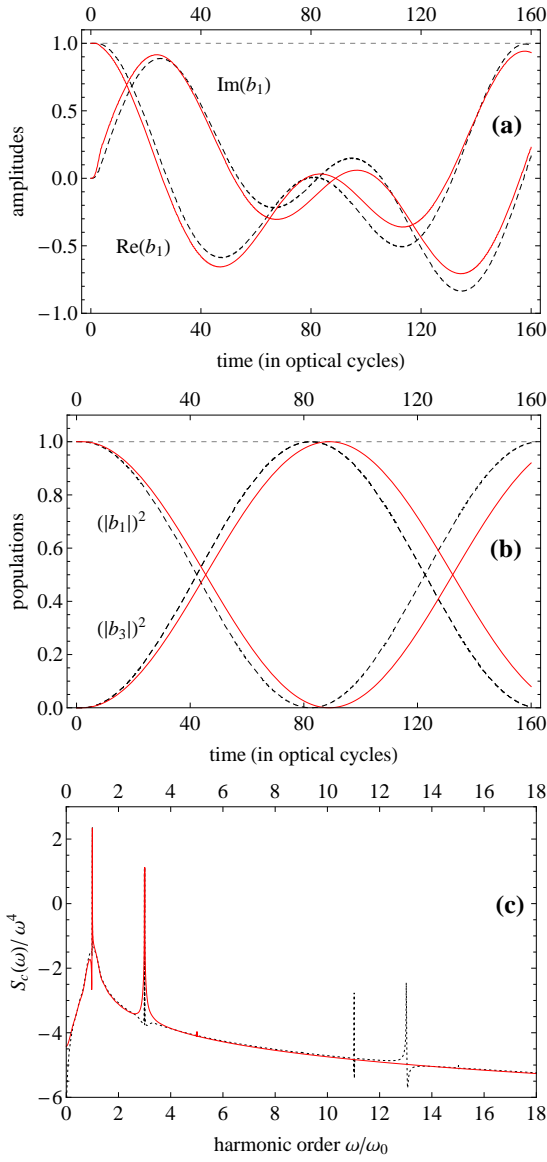 0 40 80 120 160
1.0
Im(b1)
(a)
0.5
amplitudes
0.0
Re(b1)
−0.5
−1.0
0 40 80 120 160
time (in optical cycles)
0 40 80 120 160
1.0
0.8
(|b1|)²
(b)
0.6
populations
0.4
(|b3|)²
0.2
0.0
0 40 80 120 160
time (in optical cycles)
0 2 4 6 8 10 12 14 16 18
2
(c)
0
Sc(ω)/ ω⁴
−2
−4
−6
0 2 4 6 8 10 12 14 16 18
harmonic order ω/ω0